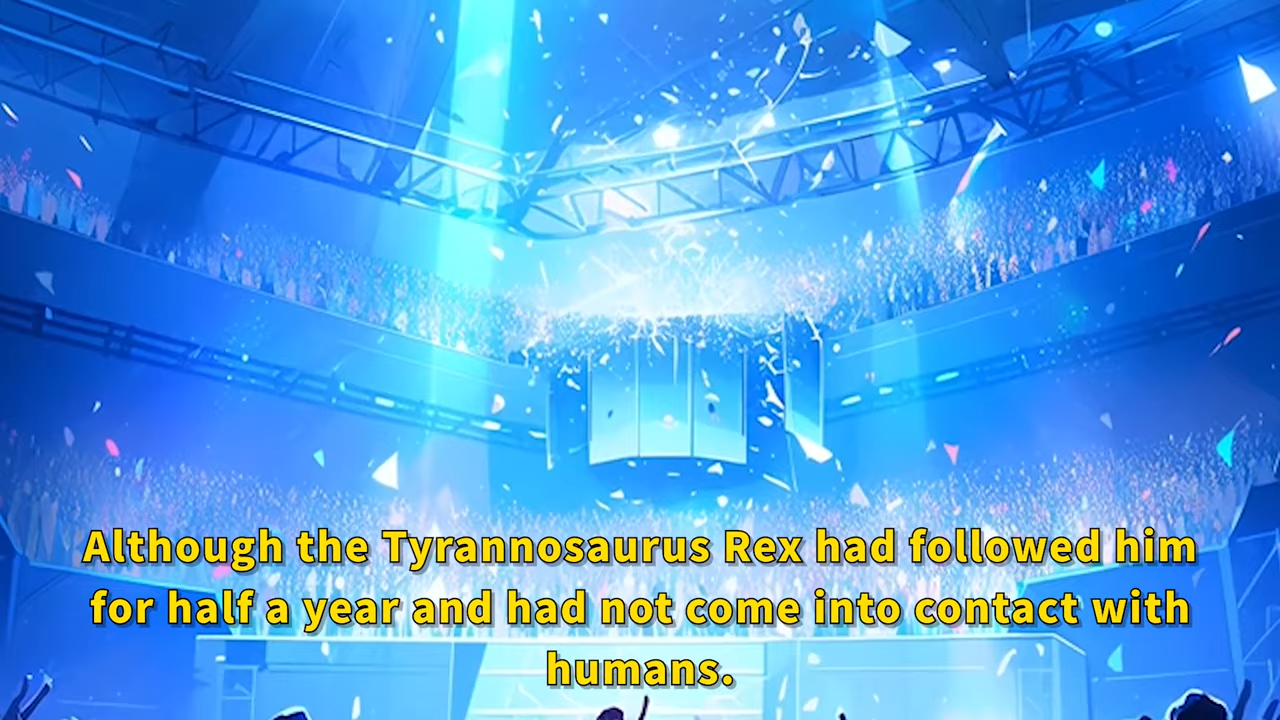 Although the Tyrannosaurus Rex had followed him
for half a year and had not come into contact with
humans.